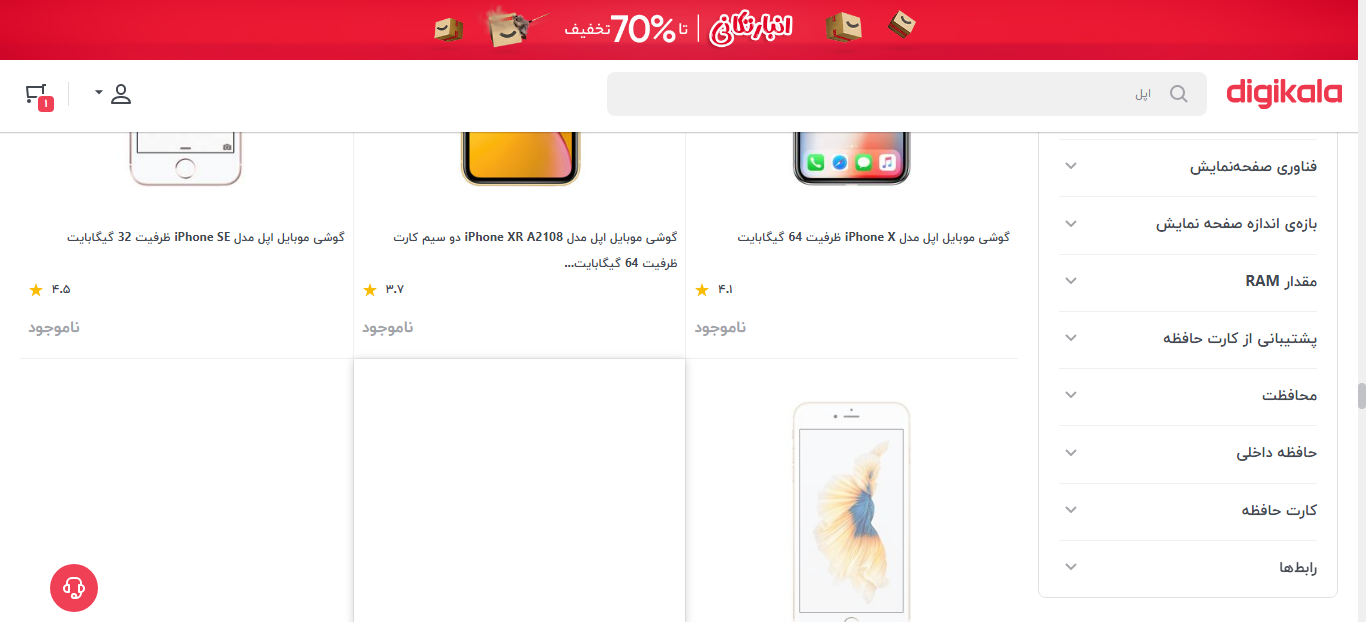 انبارتکانی | تا 70% تخفیف
digikala
اپل
۱
فناوری صفحه‌نمایش
بازه‌ی اندازه صفحه نمایش
مقدار RAM
پشتیبانی از کارت حافظه
محافظت
حافظه داخلی
کارت حافظه
رابط‌ها
گوشی موبایل اپل مدل iPhone X ظرفیت 64 گیگابایت
۴.۱
ناموجود
گوشی موبایل اپل مدل iPhone XR A2108 دو سیم‌ کارت
ظرفیت 64 گیگابایت...
۳.۷
ناموجود
گوشی موبایل اپل مدل iPhone SE ظرفیت 32 گیگابایت
۴.۵
ناموجود